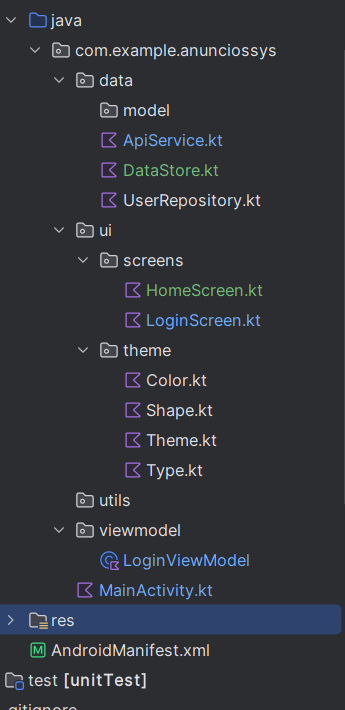 java
com.example.anunciossys
data
model
ApiService.kt
DataStore.kt
UserRepository.kt
ui
screens
HomeScreen.kt
LoginScreen.kt
theme
Color.kt
Shape.kt
Theme.kt
Type.kt
utils
viewmodel
LoginViewModel
MainActivity.kt
res
AndroidManifest.xml
test [unitTest]
.gitignore